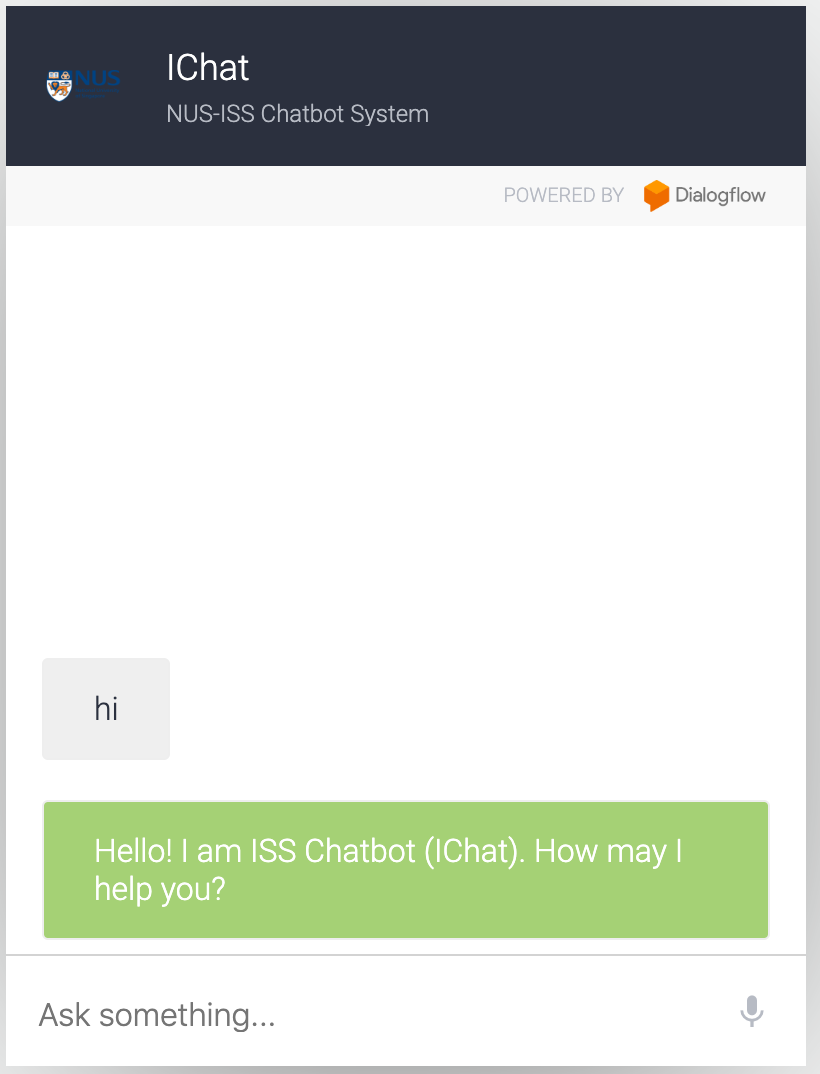 NUS
IChat
NUS-ISS Chatbot System
POWERED BY Dialogflow
hi
Hello! I am ISS Chatbot (IChat). How may I
help you?
Ask something...